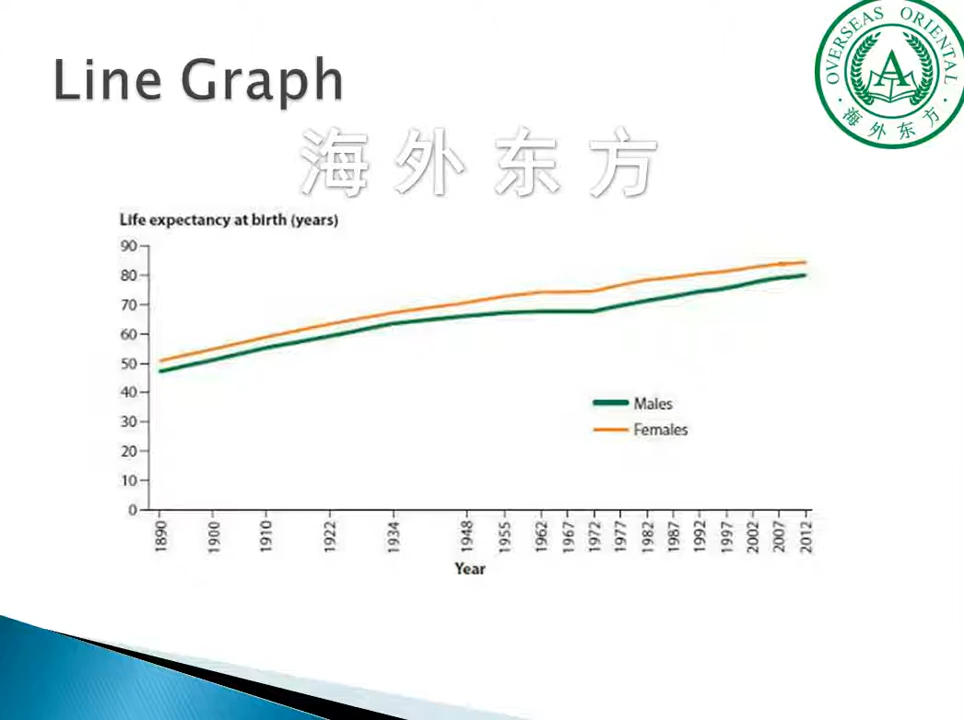 Line Graph
OVERSEAS ORIENTAL
A
·海外东方·
海外东方
Life expectancy at birth (years)
90
80
70
60
50
40
30
20
10
0
Males
Females
1890 1900 1910 1922 1934 1948 1955 1962 1967 1972 1977 1982 1987 1992 1997 2002 2007 2012
Year